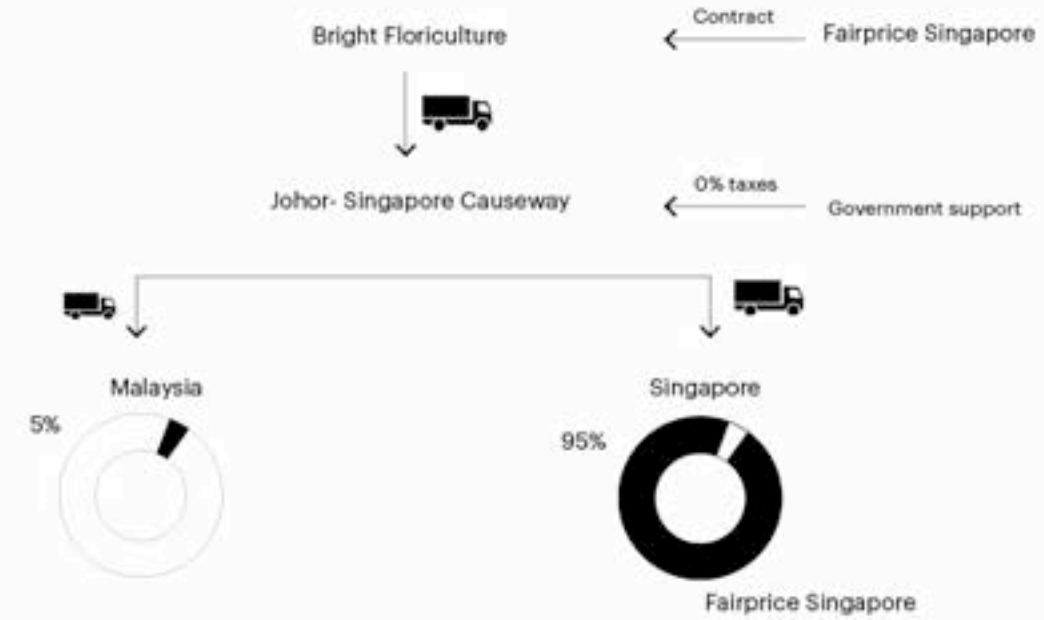 Contract
Bright Floriculture
Fairprice Singapore
0% taxes
Johor- Singapore Causeway
Government support
Malaysia
Singapore
5%
95%
Fairprice Singapore